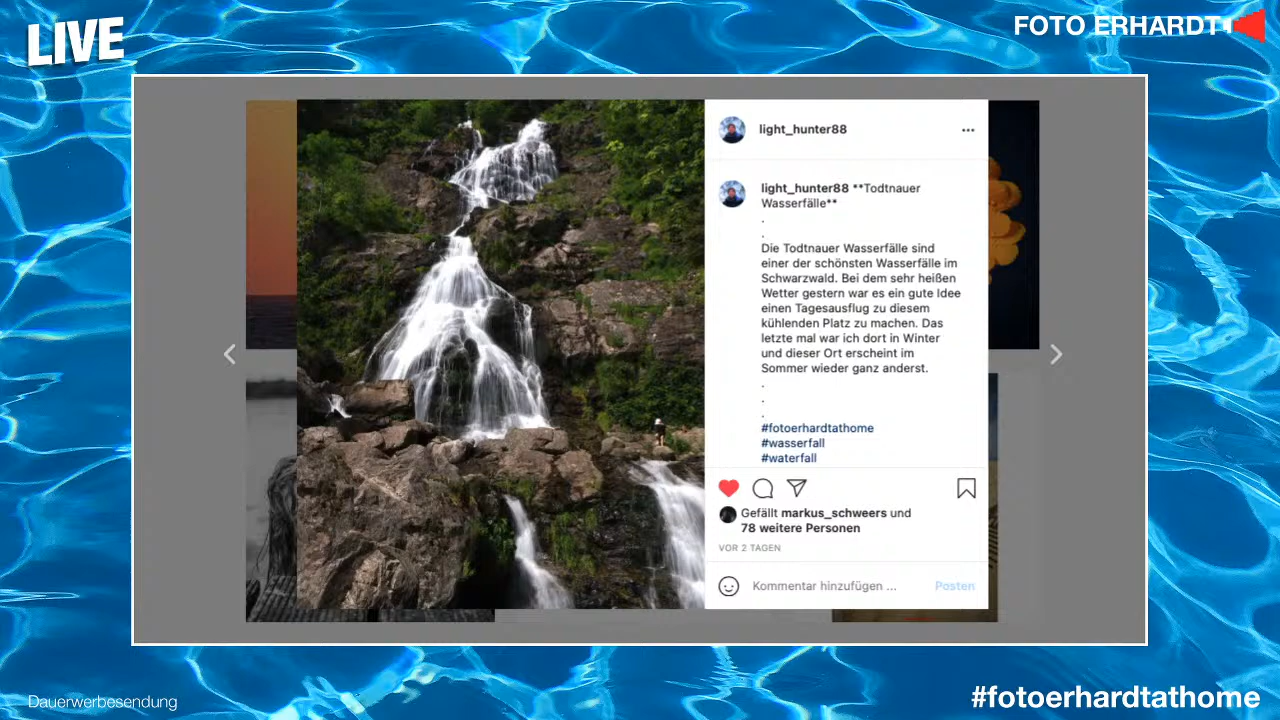 LIVE
FOTO ERHARDT
light_hunter88
light_hunter88 **Todtnauer
Wasserfälle**
.
.
Die Todtnauer Wasserfälle sind
einer der schönsten Wasserfälle im
Schwarzwald. Bei dem sehr heißen
Wetter gestern war es ein gute Idee
einen Tagesausflug zu diesem
kühlenden Platz zu machen. Das
letzte mal war ich dort in Winter
und dieser Ort erscheint im
Sommer wieder ganz anderst.
.
.
.
#fotoerhardtathome
#wasserfall
#waterfall
Gefällt markus_schweers und
78 weitere Personen
VOR 2 TAGEN
Kommentar hinzufügen ...
Posten
Dauerwerbesendung
#fotoerhardtathome